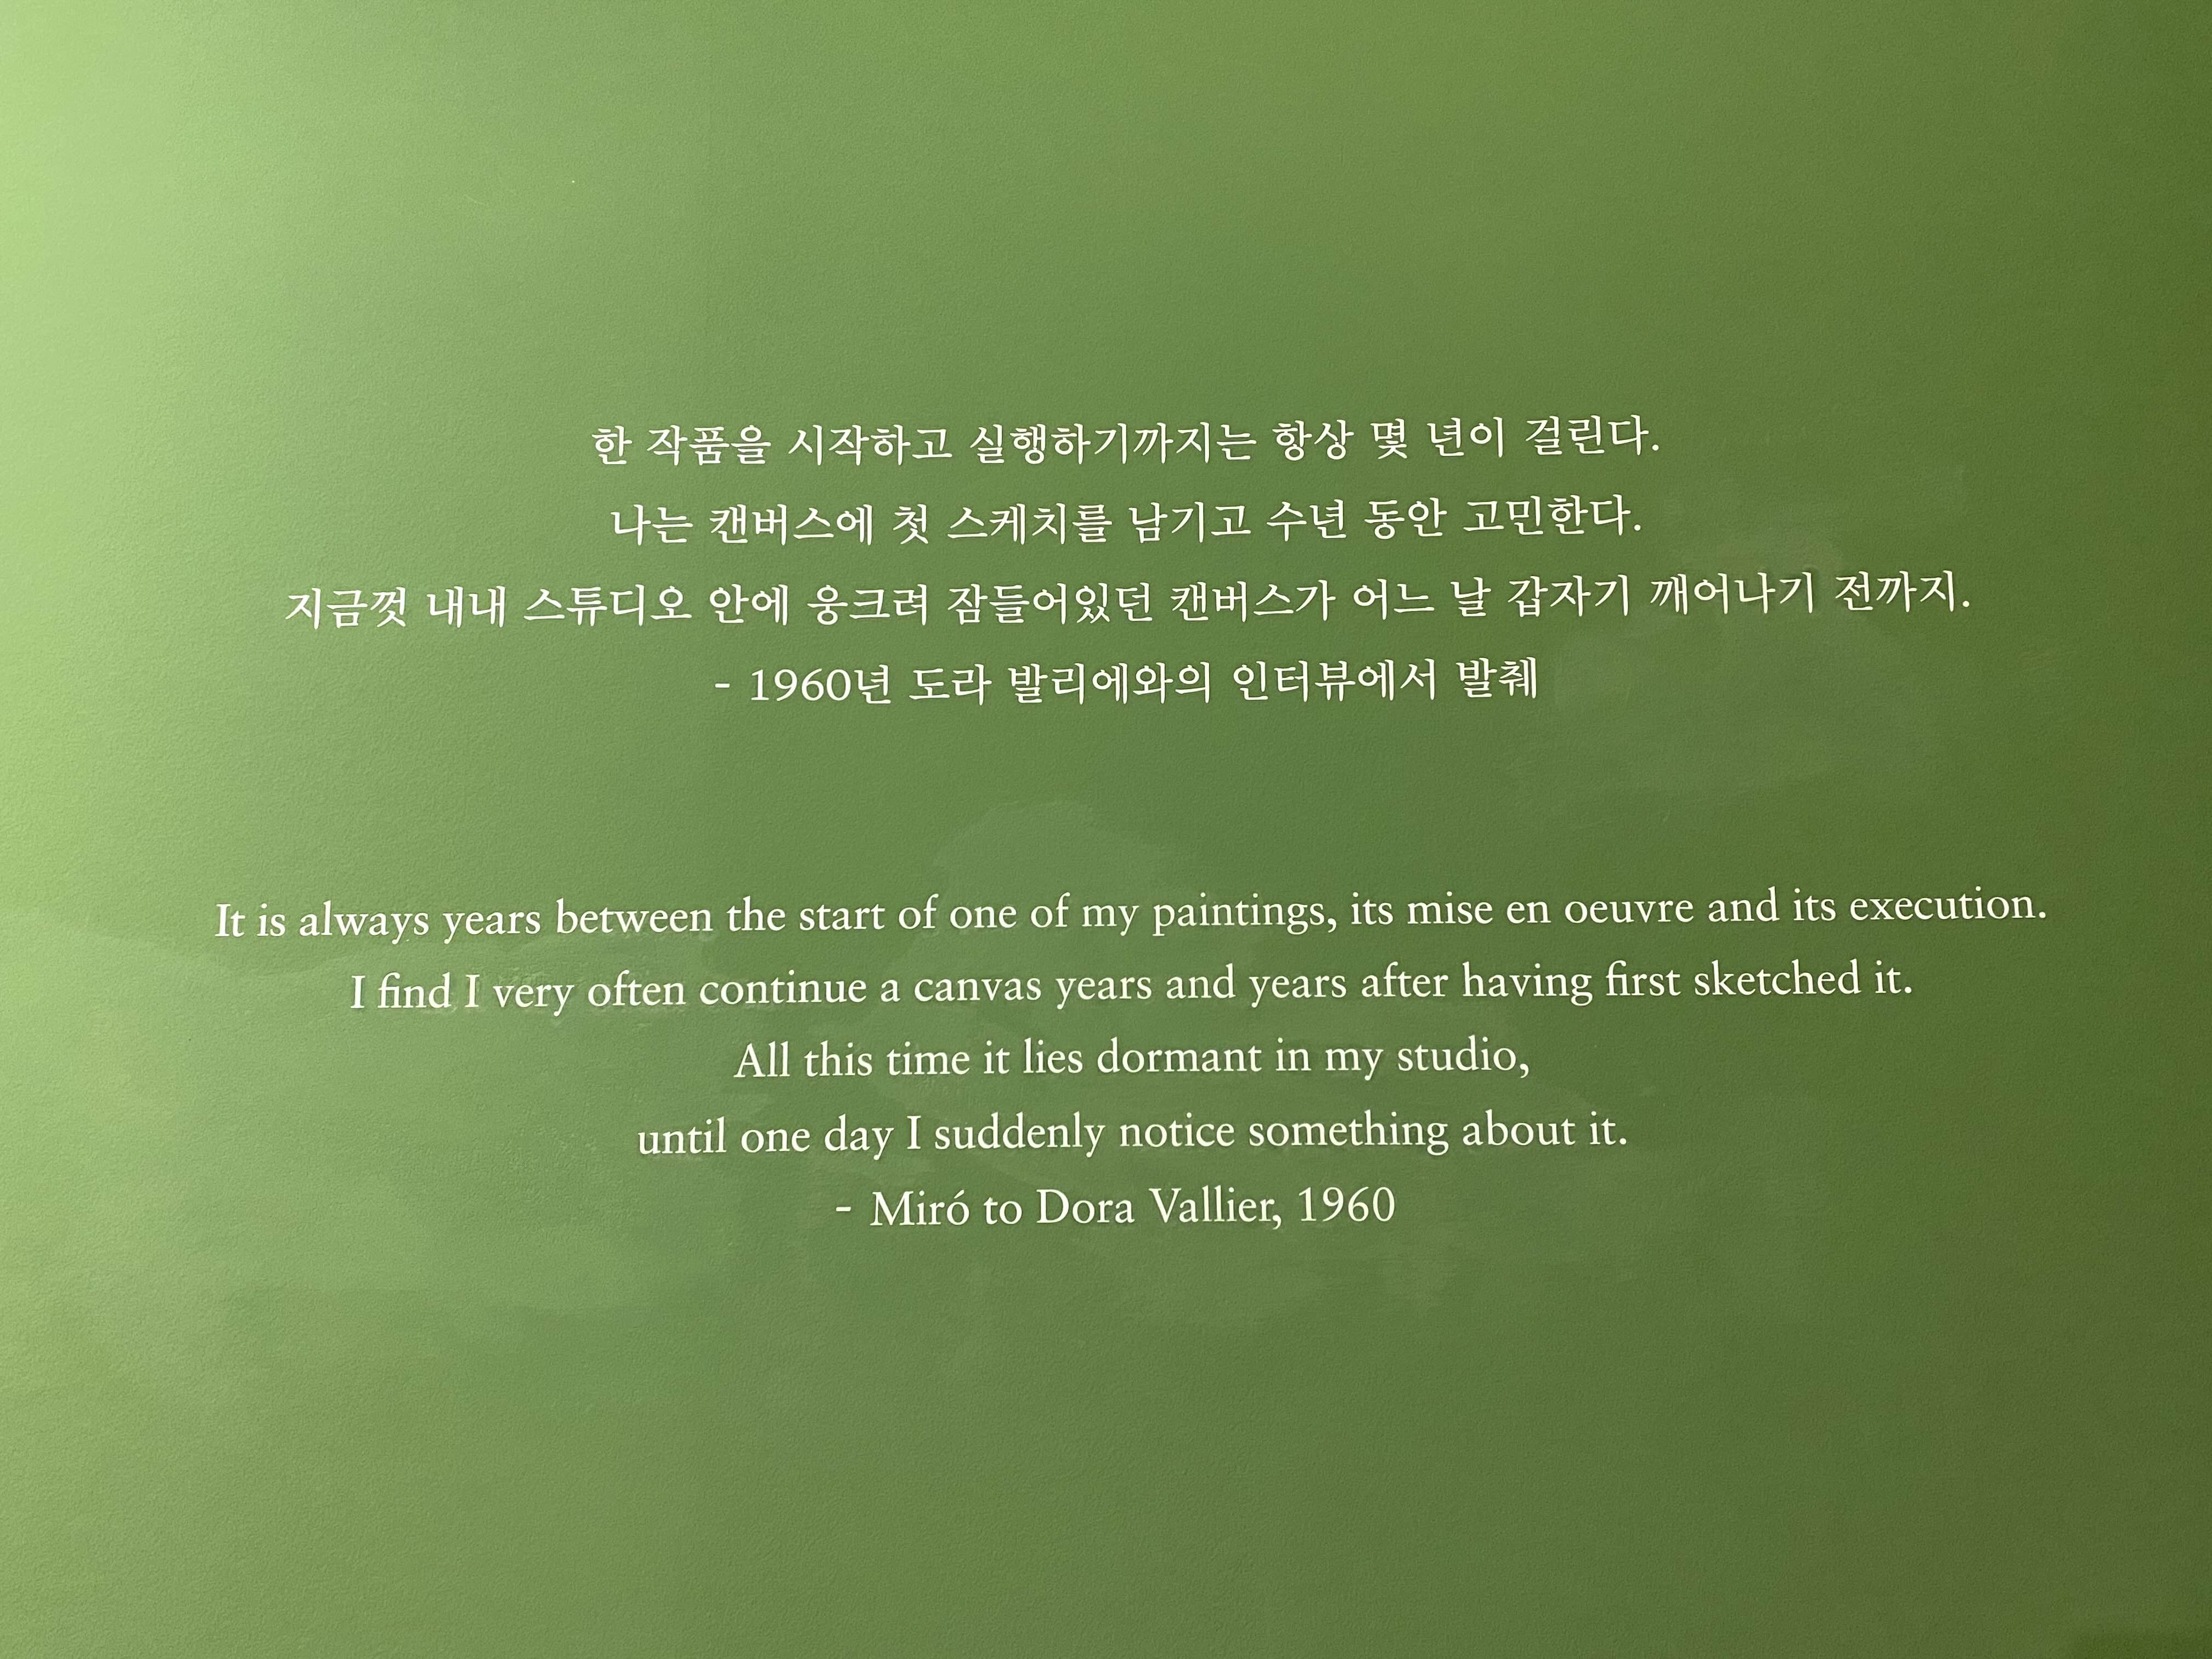 한 작품을 시작하고 실행하기까지는 항상 몇 년이 걸린다.
나는 캔버스에 첫 스케치를 남기고 수년 동안 고민한다.
지금껏 내내 스튜디오 안에 웅크려 잠들어있던 캔버스가 어느 날 갑자기 깨어나기 전까지.
- 1960년 도라 발리에와의 인터뷰에서 발췌
It is always years between the start of one of my paintings, its mise en oeuvre and its execution.
I find I very often continue a canvas years and years after having first sketched it.
All this time it lies dormant in my studio,
until one day I suddenly notice something about it.
- Miró to Dora Vallier, 1960